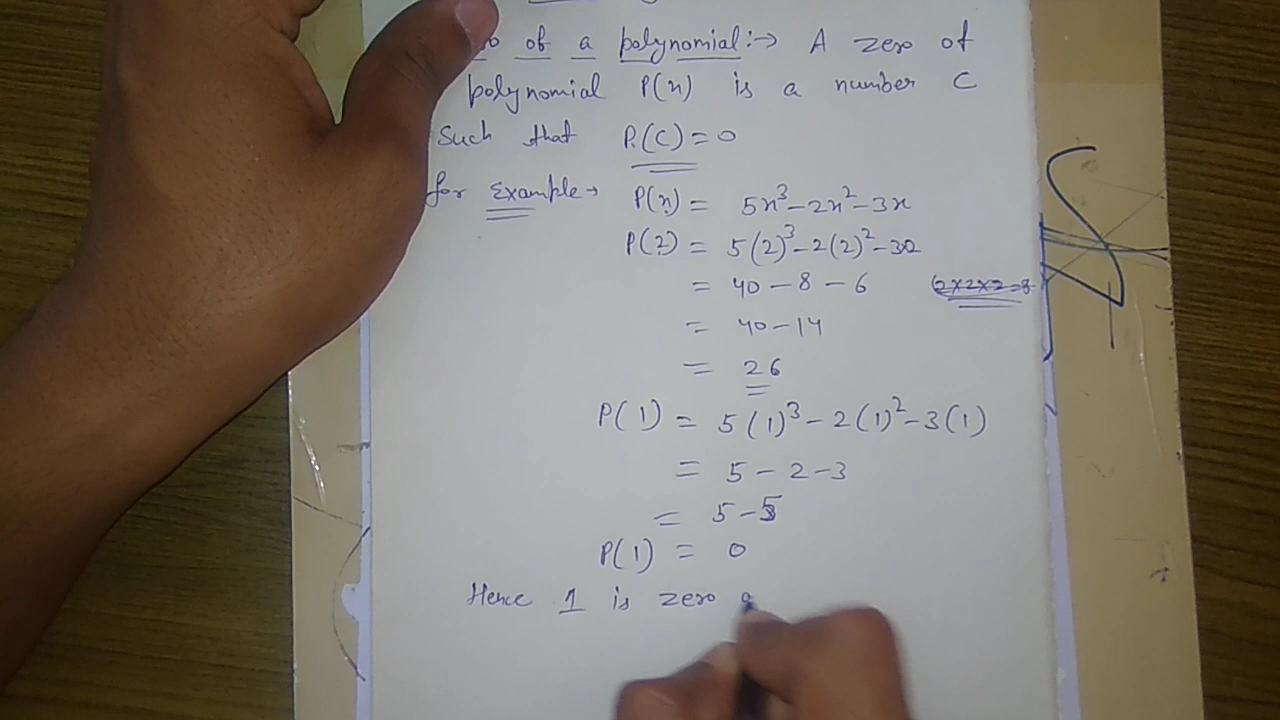 of a polynomial:→ A zero of
polynomial P(x) is a number C
Such that P(C)=0
for Example→ P(x) = 5x³-2x²-3x
P(2) = 5(2)³-2(2)²-3
= 40-8-6
= 40-14
= 26
P(1) = 5(1)³-2(1)²-3(1)
= 5-2-3
= 5-5
P(1) = 0
Hence 1 is zero